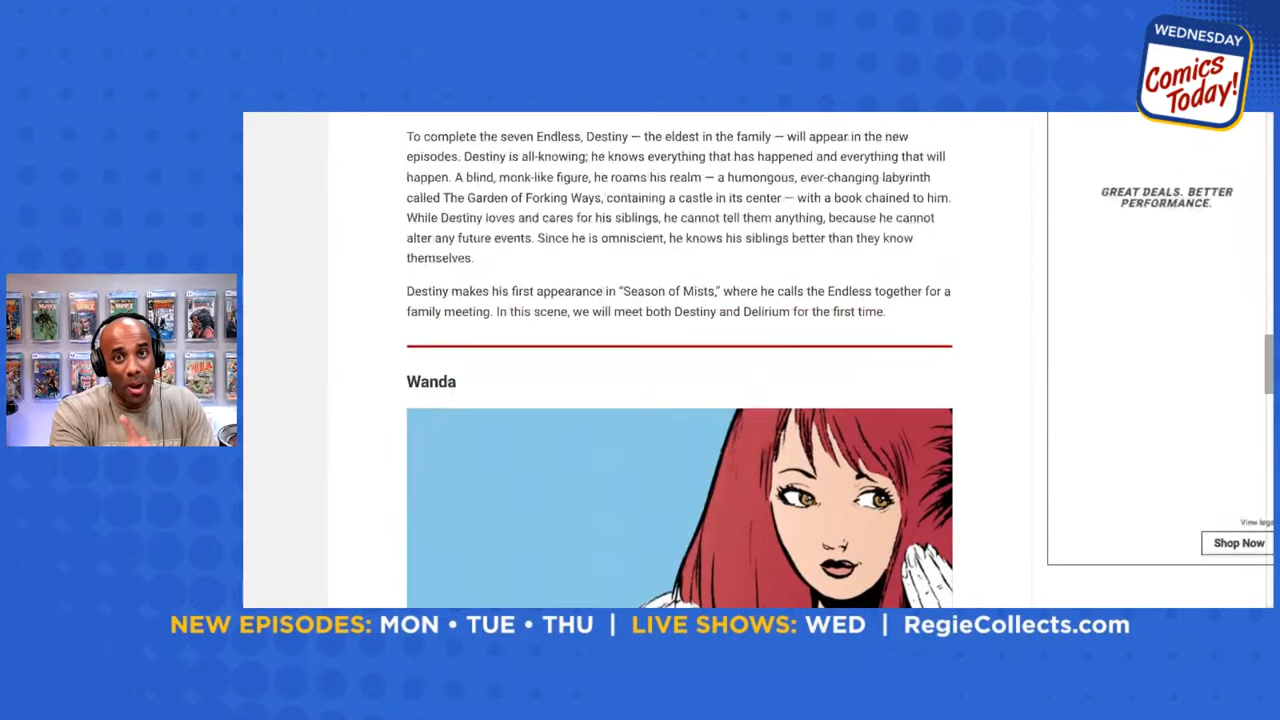 WEDNESDAY
Comics
Today!
To complete the seven Endless, Destiny — the eldest in the family — will appear in the new
episodes. Destiny is all-knowing; he knows everything that has happened and everything that will
happen. A blind, monk-like figure, he roams his realm — a humongous, ever-changing labyrinth
called The Garden of Forking Ways, containing a castle in its center — with a book chained to him.
While Destiny loves and cares for his siblings, he cannot tell them anything, because he cannot
alter any future events. Since he is omniscient, he knows his siblings better than they know
themselves.
Destiny makes his first appearance in “Season of Mists,” where he calls the Endless together for a
family meeting. In this scene, we will meet both Destiny and Delirium for the first time.
Wanda
GREAT DEALS. BETTER
PERFORMANCE.
View lega
Shop Now
NEW EPISODES: MON • TUE • THU | LIVE SHOWS: WED | RegieCollects.com